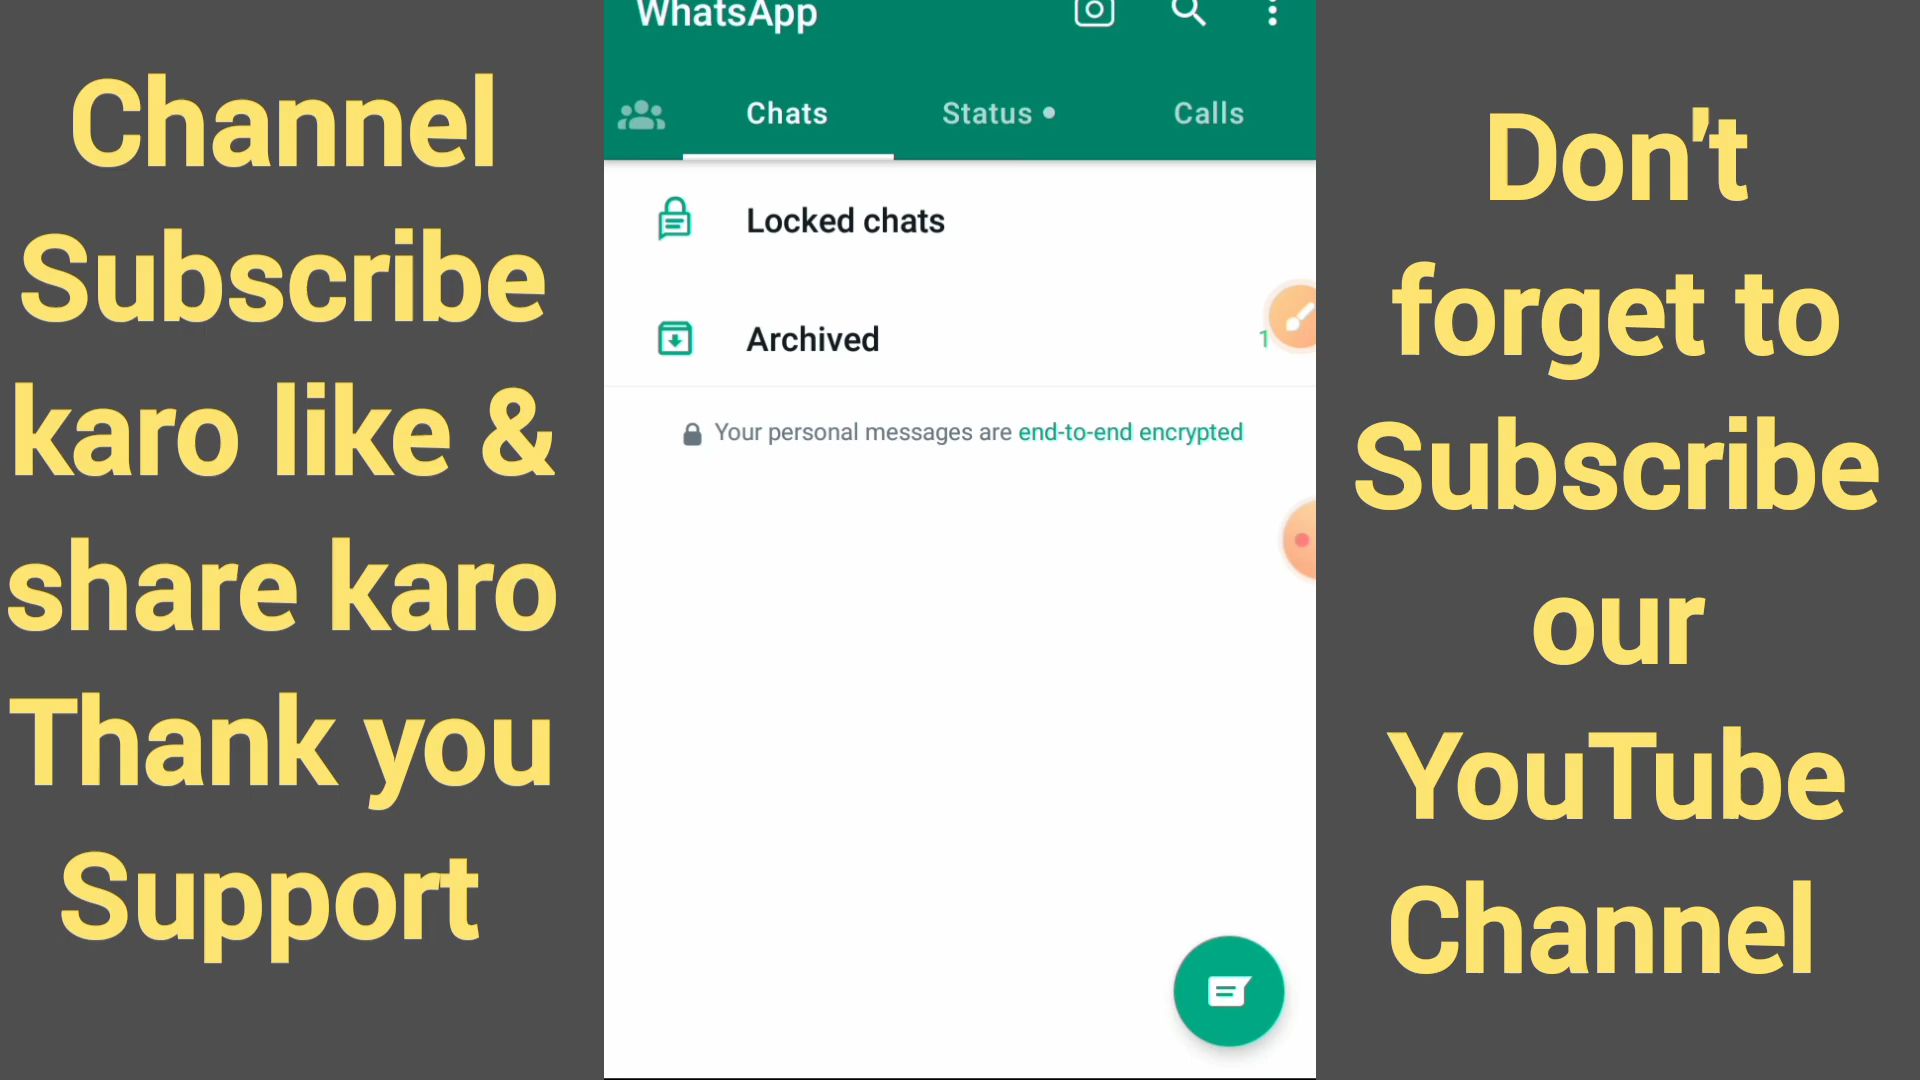 Channel
Subscribe
karo like &
share karo
Thank you
Support
WhatsApp
Chats
Status
Calls
Locked chats
Archived
1
Your personal messages are end-to-end encrypted
Don't
forget to
Subscribe
our
YouTube
Channel